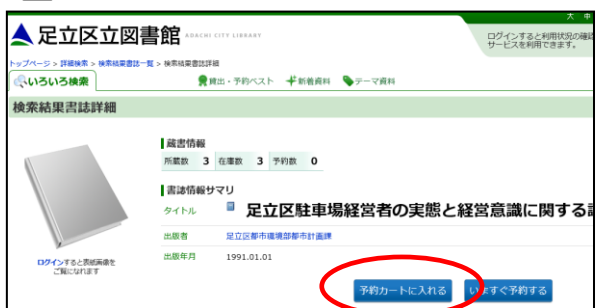 大 中
足立区立図書館 ADACHI CITY LIBRARY
ログインすると利用状況の確認
サービスを利用できます。
トップページ > 詳細検索 > 検索結果書誌一覧 > 検索結果書誌詳細
いろいろ検索 貸出・予約ベスト 新着資料 テーマ資料
検索結果書誌詳細
蔵書情報
所蔵数 3 在庫数 3 予約数 0
書誌情報サマリ
タイトル 足立区駐車場経営者の実態と経営意識に関する
出版者 足立区都市環境部都市計画課
出版年月 1991.01.01
ログインすると表紙画像を
ご覧になれます
予約カートに入れる いますぐ予約する